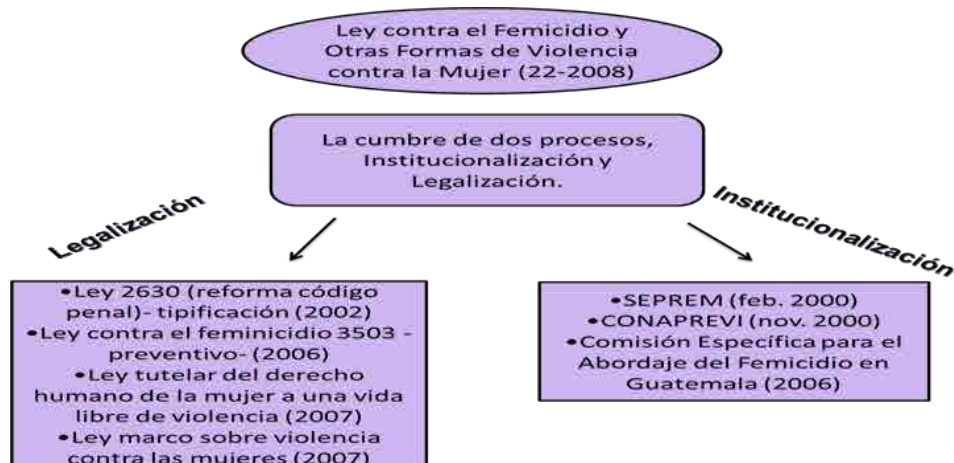 Ley contra el Femicidio y
Otras Formas de Violencia
contra la Mujer (22-2008)
La cumbre de dos procesos,
Institucionalización y
Legalización.
Legalización
Institucionalización
•Ley 2630 (reforma código
penal)- tipificación (2002)
•Ley contra el feminicidio 3503 -
preventivo- (2006)
•Ley tutelar del derecho
humano de la mujer a una vida
libre de violencia (2007)
•Ley marco sobre violencia
contra las mujeres (2007)
•SEPREM (feb. 2000)
•CONAPREVI (nov. 2000)
•Comisión Específica para el
Abordaje del Femicidio en
Guatemala (2006)